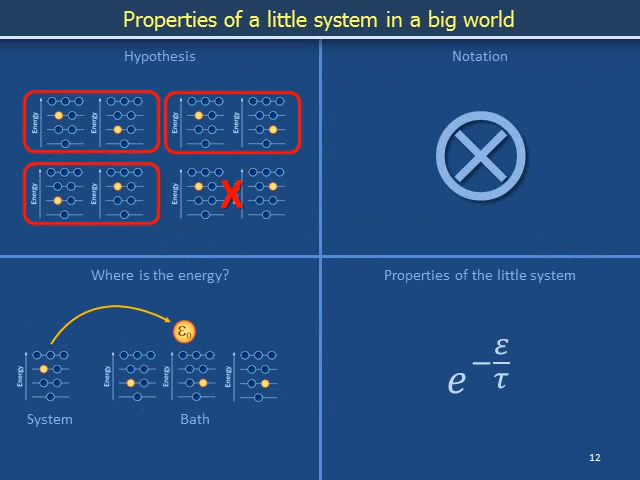 Properties of a little system in a big world
Hypothesis
Notation
Energy
Energy
Energy
Energy
Energy
Energy
Energy
Energy
X
Where is the energy?
Properties of the little system
ε₀
Energy
Energy
Energy
Energy
System
Bath
e^{-ε/τ}
12